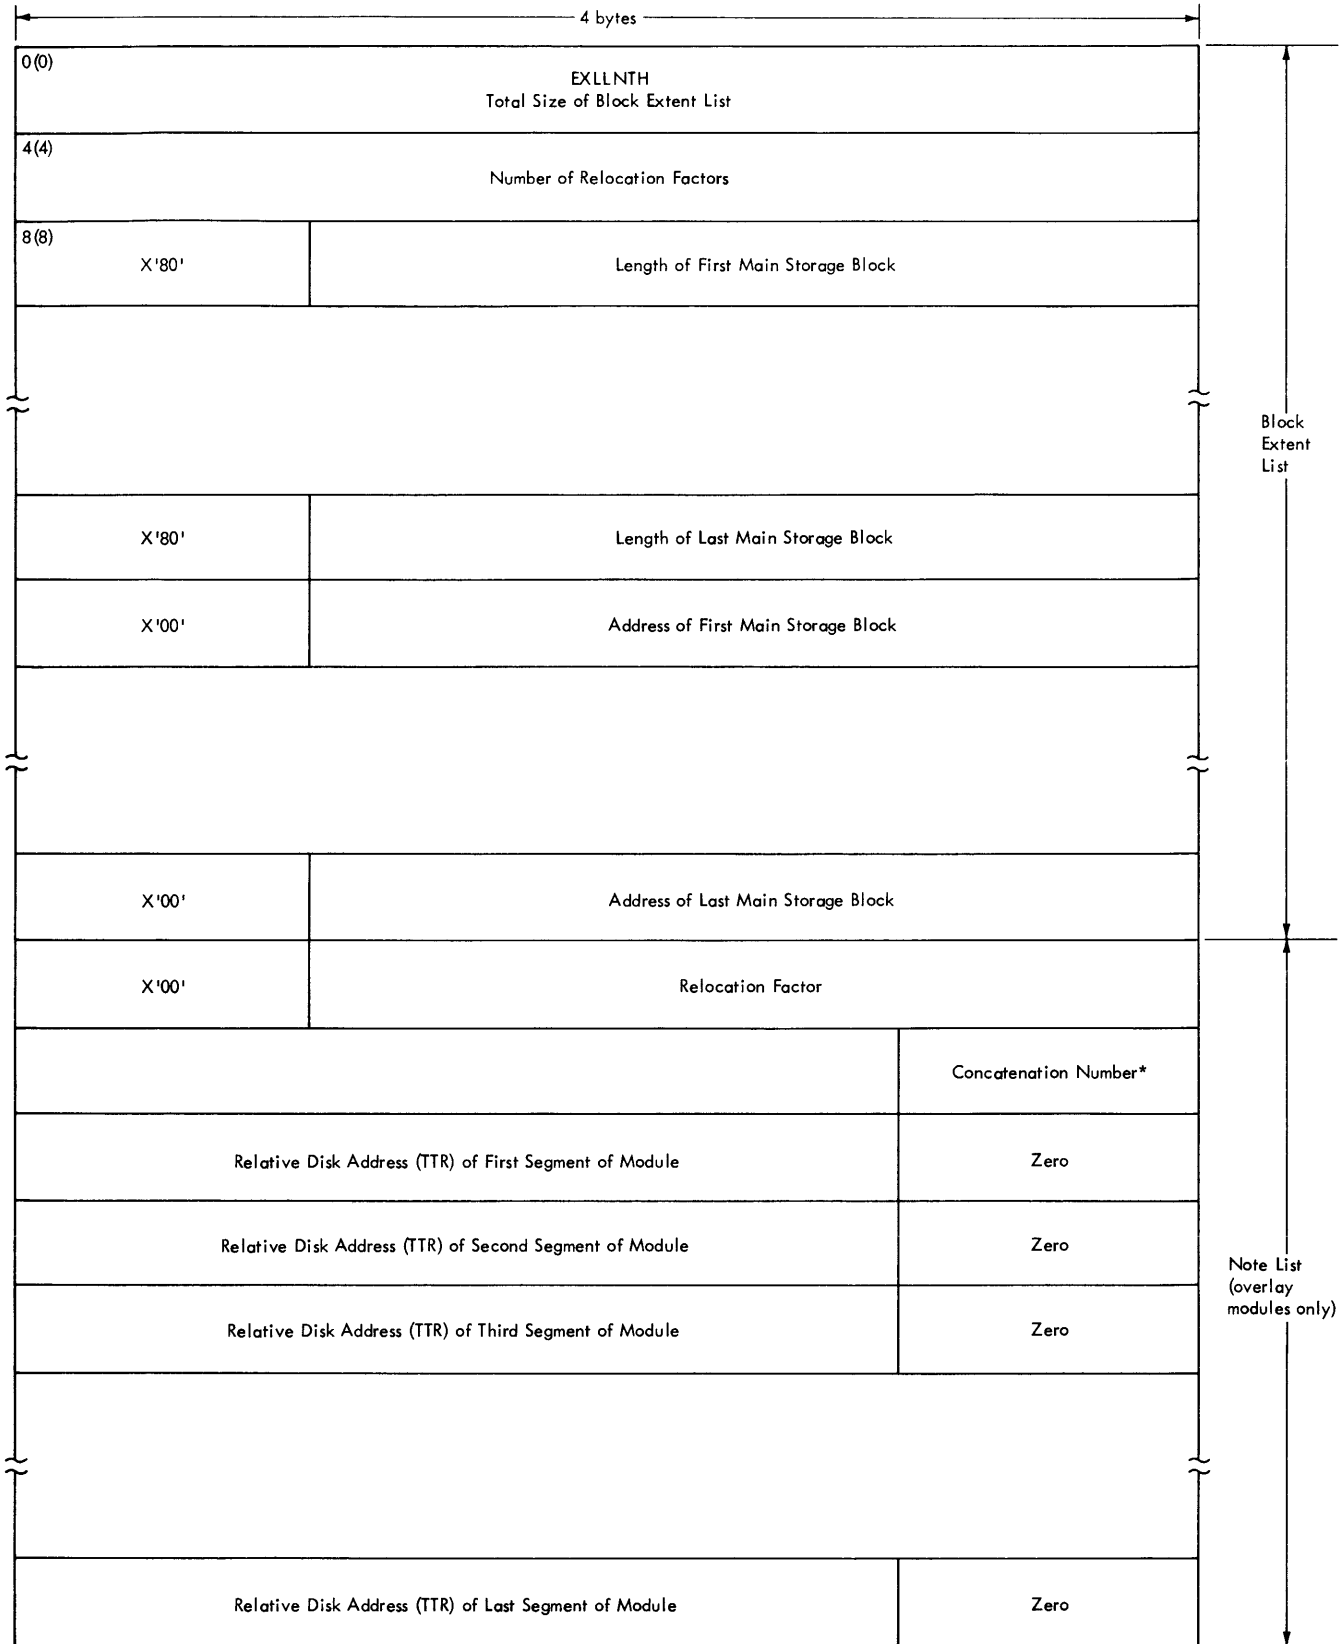 4 bytes
0(0)
EXLLNTH
Total Size of Block Extent List
4(4)
Number of Relocation Factors
8(8)
X'80'
Length of First Main Storage Block
Block
Extent
List
X'80'
Length of Last Main Storage Block
X'00'
Address of First Main Storage Block
X'00'
Address of Last Main Storage Block
X'00'
Relocation Factor
Concatenation Number*
Relative Disk Address (TTR) of First Segment of Module
Zero
Relative Disk Address (TTR) of Second Segment of Module
Zero
Note List
(overlay
modules only)
Relative Disk Address (TTR) of Third Segment of Module
Zero
Relative Disk Address (TTR) of Last Segment of Module
Zero